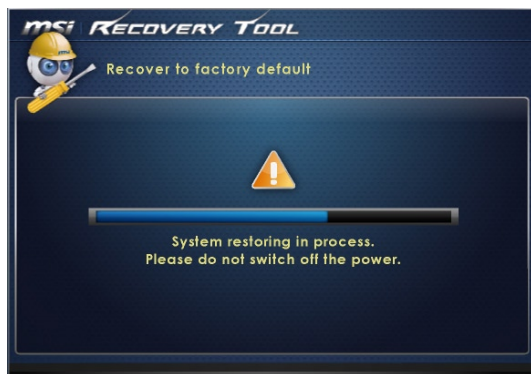 msi RECOVERY TOOL
Recover to factory default
System restoring in process.
Please do not switch off the power.